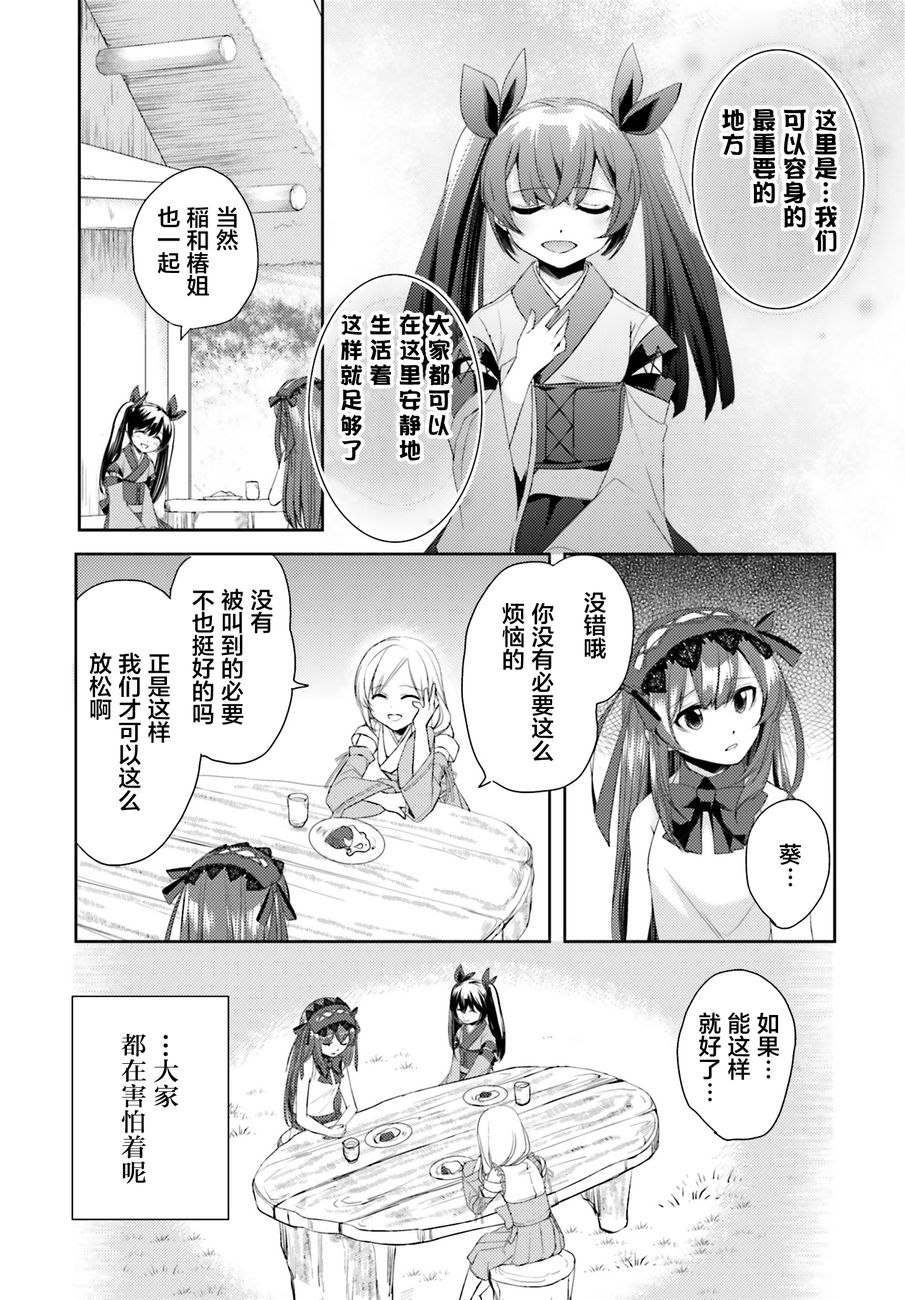 这里是…我们
可以容身的
最重要的
地方
大家都可以
在这里安静地
生活着
这样就足够了
当然
稲和椿姐
也一起
葵…
没错哦
你没有必要这么
烦恼的
没有
被叫到的必要
不也挺好的吗
正是这样
我们才可以这么
放松啊
如果…
能这样
就好了…
…大家
都在害怕着呢